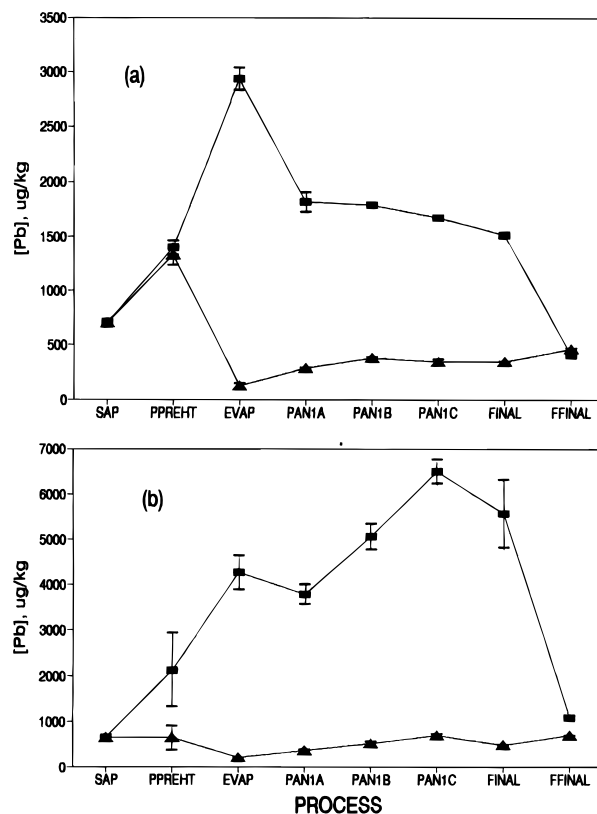 3500
3000
2500
2000
1500
1000
500
0
[Pb], ug/kg
(a)
SAP PPREHT EVAP PAN1A PAN1B PAN1C FINAL FFINAL
7000
6000
5000
4000
3000
2000
1000
0
[Pb], ug/kg
(b)
SAP PPREHT EVAP PAN1A PAN1B PAN1C FINAL FFINAL
PROCESS